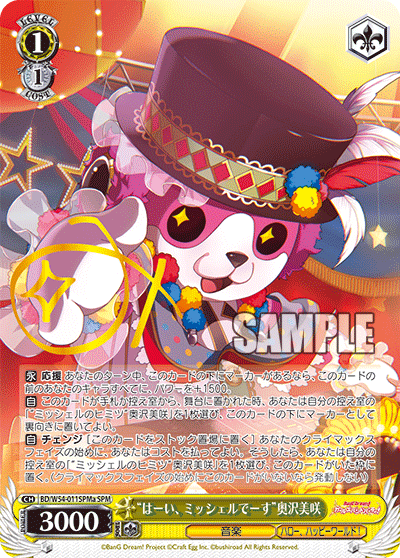 LEVEL
1
1
COST
SAMPLE
永 応援 あなたのターン中、このカードの下にマーカーがあるなら、このカードの
前のあなたのキャラすべてに、パワーを+1500。
自 このカードが手札か控え室から、舞台に置かれた時、あなたは自分の控え室の
“ミッシェルのヒミツ”奥沢美咲”を1枚選び、このカードの下にマーカーとして
裏向きに置いてよい。
自 チェンジ [このカードをストック置場に置く] あなたのクライマックス
フェイズの始めに、あなたはコストを払ってよい。そうしたら、あなたは自分の
控え室の“ミッシェルのヒミツ”奥沢美咲”を1枚選び、このカードがいた枠に置
く。(クライマックスフェイズの始めにこのカードがいないなら発動しない)
CH BD/W54-011SPMa SPM
“はーい、ミッシェルでーす”奥沢美咲
POWER
3000
音楽
ハロー、ハッピーワールド!
BanG Dream!
©BanG Dream! Project ©Craft Egg Inc. ©bushiroad All Rights Reserved.